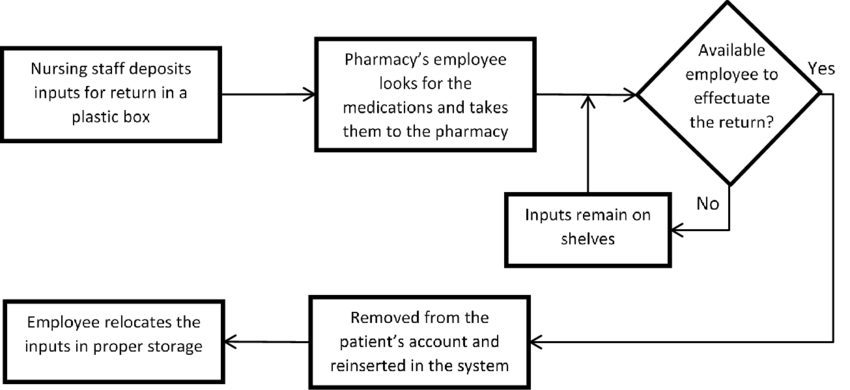 Nursing staff deposits
inputs for return in a
plastic box
Pharmacy's employee
looks for the
medications and takes
them to the pharmacy
Available
employee to
effectuate
the return?
Yes
No
Inputs remain on
shelves
Removed from the
patient's account and
reinserted in the system
Employee relocates the
inputs in proper storage